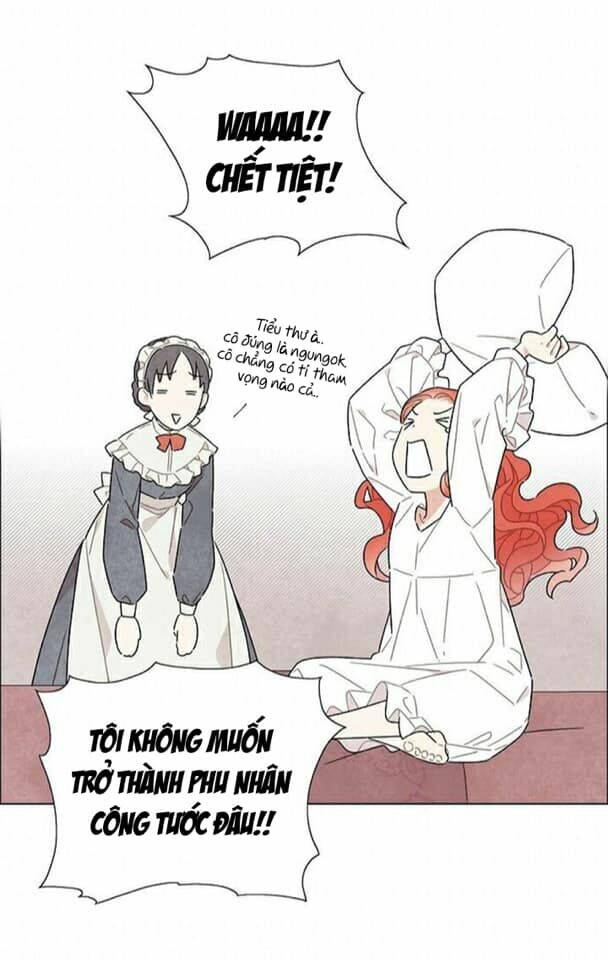 WAAAA!!
CHẾT TIỆT!
Tiểu thư à..
cô đúng là ngungok
cô chẳng có tí tham
vọng nào cả..
TÔI KHÔNG MUỐN
TRỞ THÀNH PHU NHÂN
CÔNG TƯỚC ĐÂU!!